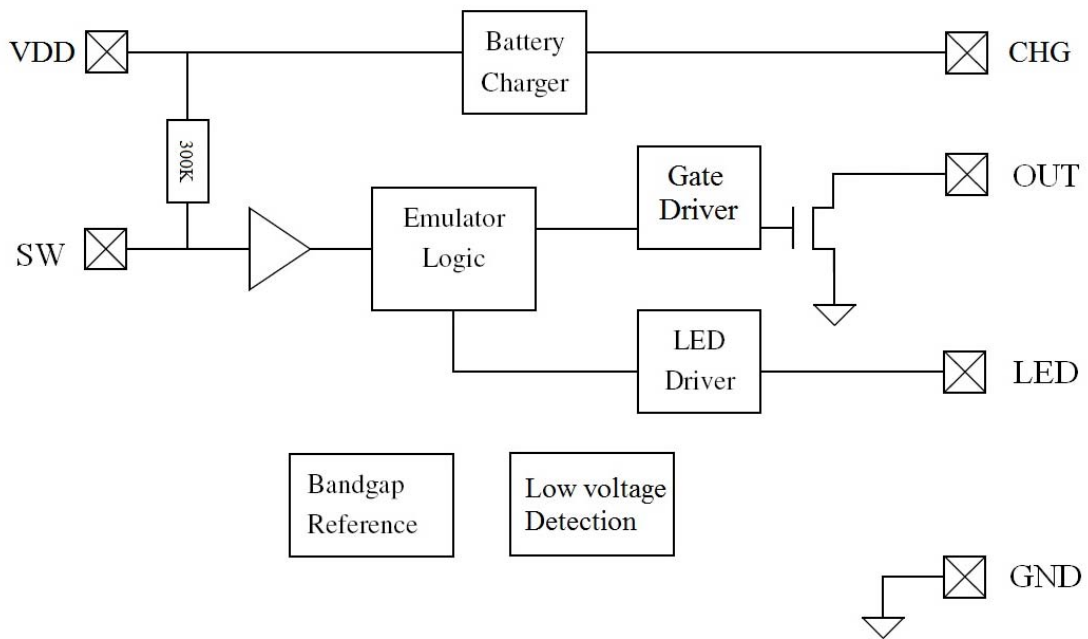 VDD
Battery
Charger
CHG
300K
Gate
Driver
OUT
SW
Emulator
Logic
LED
Driver
LED
Bandgap
Reference
Low voltage
Detection
GND